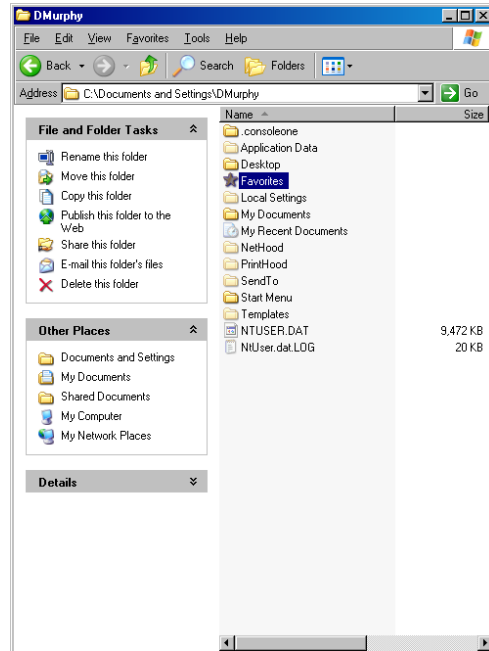 DMurphy
File Edit View Favorites Tools Help
Back Search Folders
Address C:\Documents and Settings\DMurphy Go
File and Folder Tasks
Rename this folder
Move this folder
Copy this folder
Publish this folder to the
Web
Share this folder
E-mail this folder's files
Delete this folder
Other Places
Documents and Settings
My Documents
Shared Documents
My Computer
My Network Places
Details
Name Size
.consoleone
Application Data
Desktop
Favorites
Local Settings
My Documents
My Recent Documents
NetHood
PrintHood
SendTo
Start Menu
Templates
NTUSER.DAT 9,472 KB
NtUser.dat.LOG 20 KB